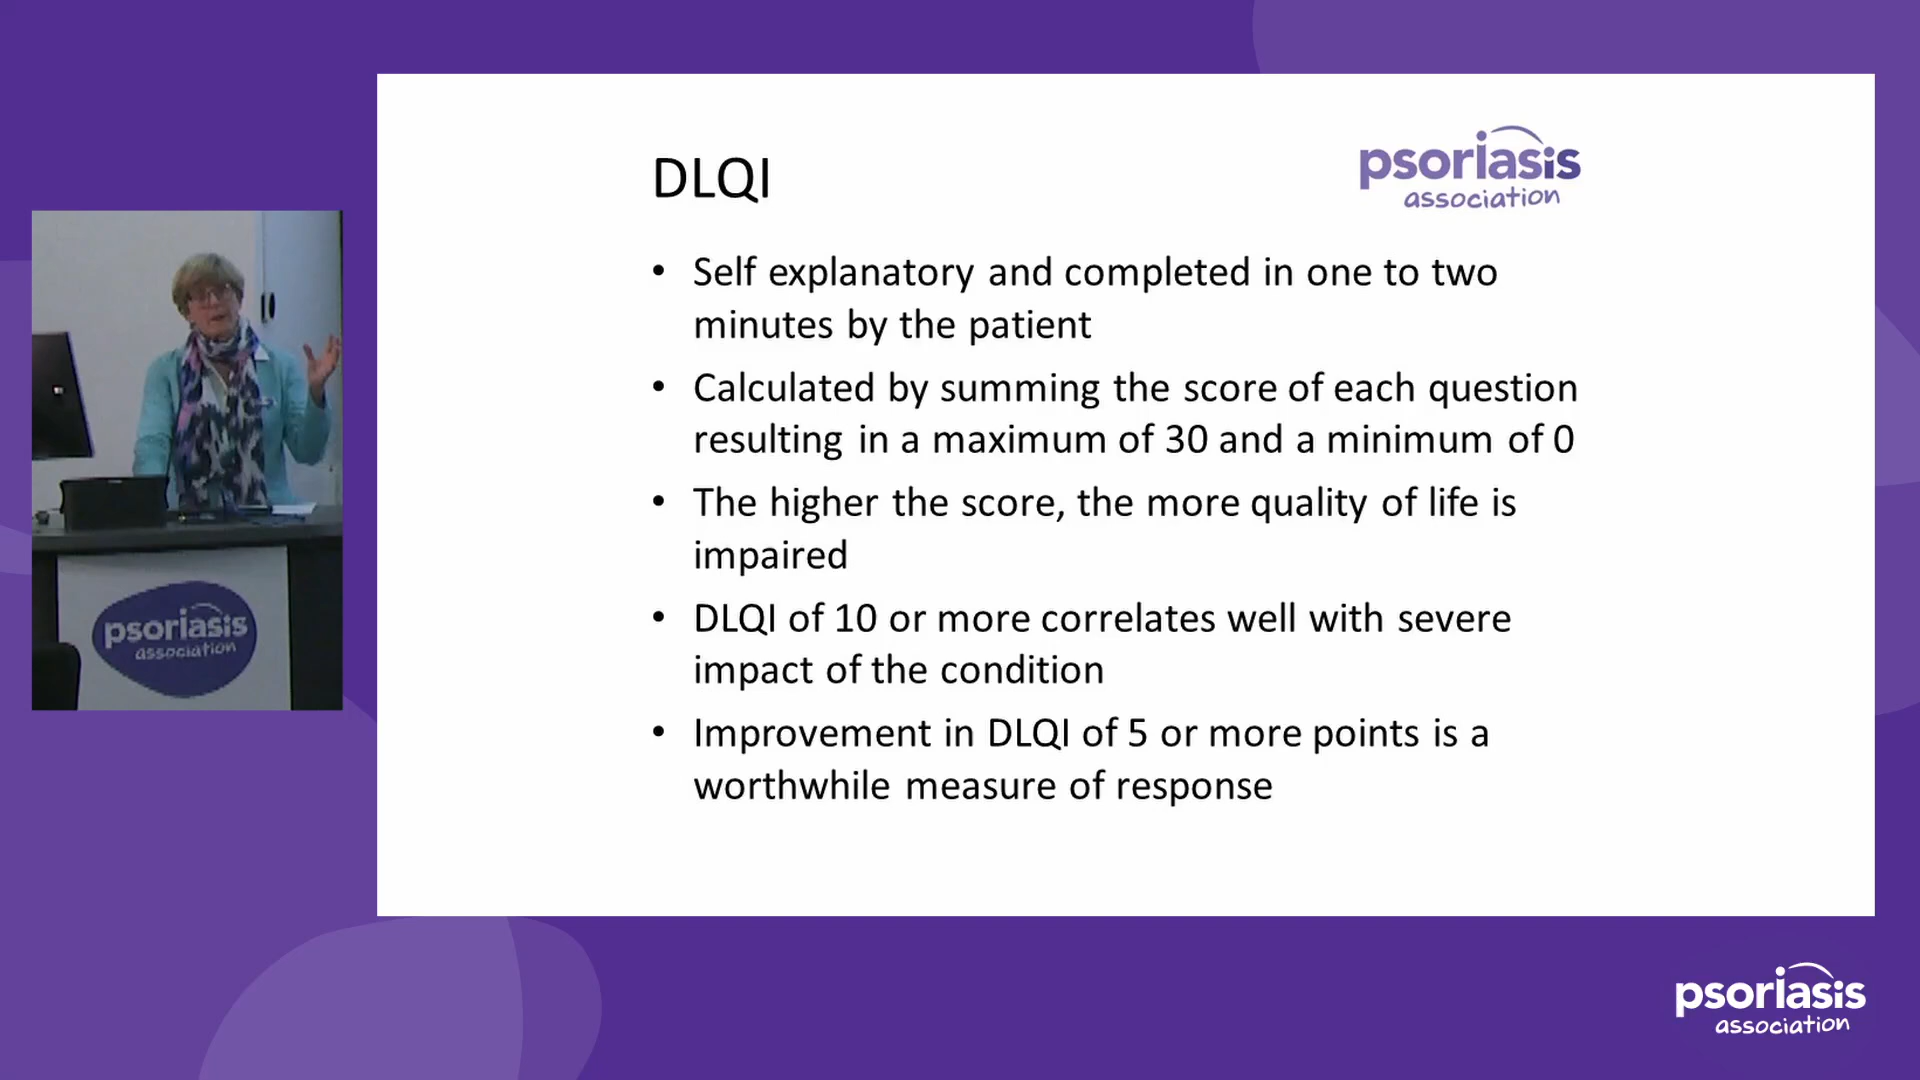 DLQI
psoriasis
association
• Self explanatory and completed in one to two
minutes by the patient
• Calculated by summing the score of each question
resulting in a maximum of 30 and a minimum of 0
• The higher the score, the more quality of life is
impaired
• DLQI of 10 or more correlates well with severe
impact of the condition
• Improvement in DLQI of 5 or more points is a
worthwhile measure of response
psoriasis
association
psoriasis
association